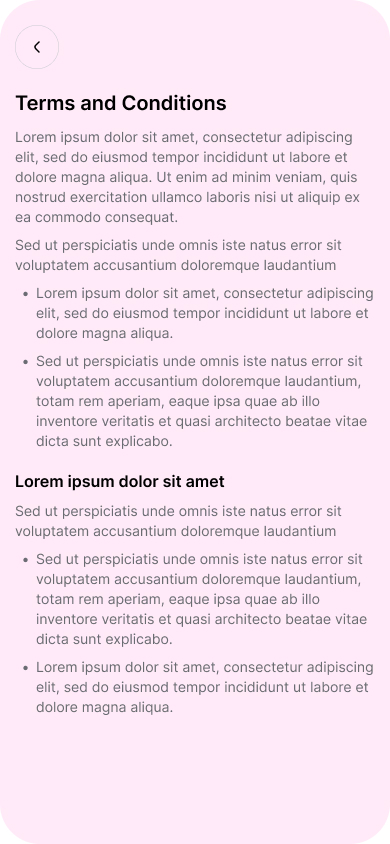 Terms and Conditions
Lorem ipsum dolor sit amet, consectetur adipiscing
elit, sed do eiusmod tempor incididunt ut labore et
dolore magna aliqua. Ut enim ad minim veniam, quis
nostrud exercitation ullamco laboris nisi ut aliquip ex
ea commodo consequat.
Sed ut perspiciatis unde omnis iste natus error sit
voluptatem accusantium doloremque laudantium
• Lorem ipsum dolor sit amet, consectetur adipiscing
elit, sed do eiusmod tempor incididunt ut labore et
dolore magna aliqua.
• Sed ut perspiciatis unde omnis iste natus error sit
voluptatem accusantium doloremque laudantium,
totam rem aperiam, eaque ipsa quae ab illo
inventore veritatis et quasi architecto beatae vitae
dicta sunt explicabo.
Lorem ipsum dolor sit amet
Sed ut perspiciatis unde omnis iste natus error sit
voluptatem accusantium doloremque laudantium
• Sed ut perspiciatis unde omnis iste natus error sit
voluptatem accusantium doloremque laudantium,
totam rem aperiam, eaque ipsa quae ab illo
inventore veritatis et quasi architecto beatae vitae
dicta sunt explicabo.
• Lorem ipsum dolor sit amet, consectetur adipiscing
elit, sed do eiusmod tempor incididunt ut labore et
dolore magna aliqua.